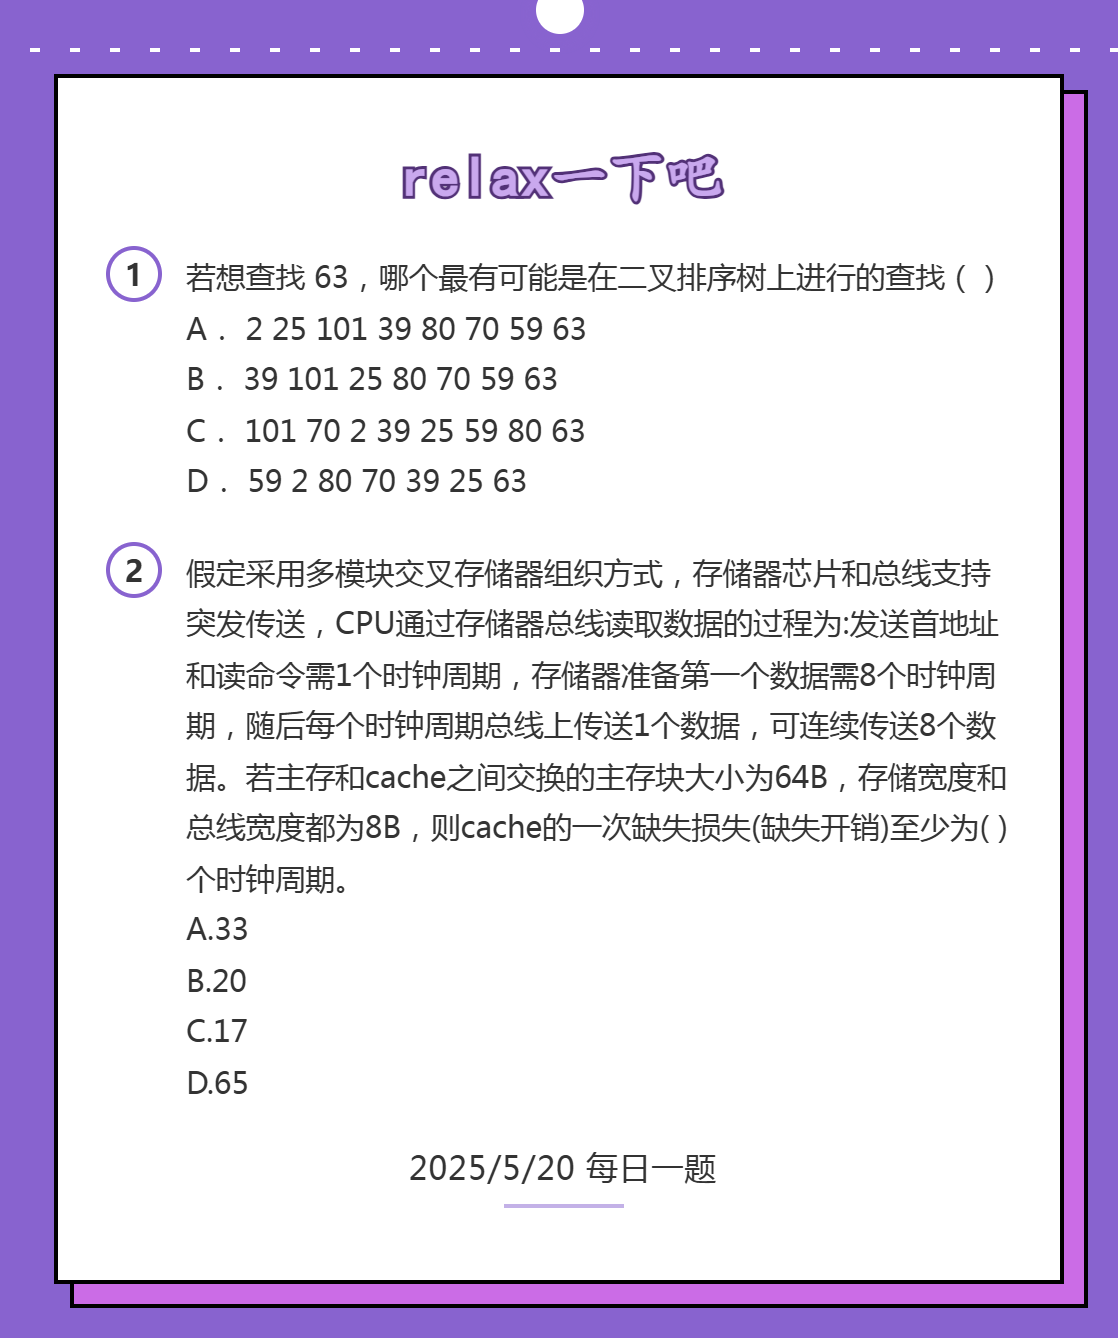 relax一下吧
1 若想查找 63，哪个最有可能是在二叉排序树上进行的查找（ ）
A． 2 25 101 39 80 70 59 63
B． 39 101 25 80 70 59 63
C． 101 70 2 39 25 59 80 63
D． 59 2 80 70 39 25 63
2 假定采用多模块交叉存储器组织方式，存储器芯片和总线支持
突发传送，CPU通过存储器总线读取数据的过程为:发送首地址
和读命令需1个时钟周期，存储器准备第一个数据需8个时钟周
期，随后每个时钟周期总线上传送1个数据，可连续传送8个数
据。若主存和cache之间交换的主存块大小为64B，存储宽度和
总线宽度都为8B，则cache的一次缺失损失(缺失开销)至少为( )
个时钟周期。
A.33
B.20
C.17
D.65
2025/5/20 每日一题